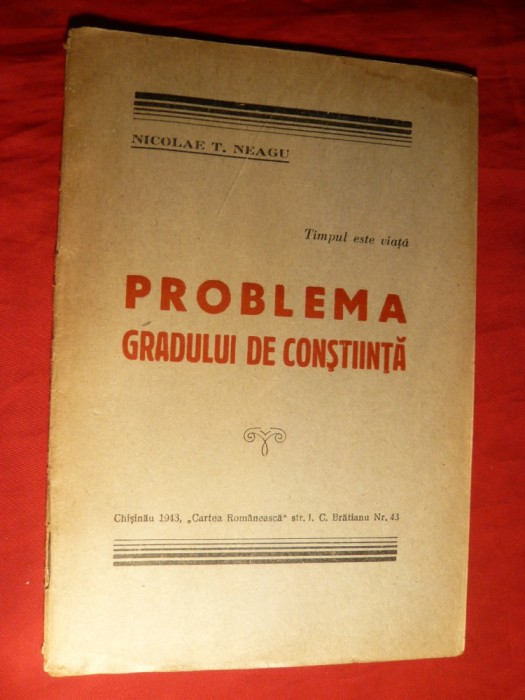 NICOLAE T. NEAGU
Timpul este viață
PROBLEMA
GRADULUI DE CONȘTIINȚĂ
Chișinău 1943, „Cartea Românească" str. I. C. Brătianu Nr. 43